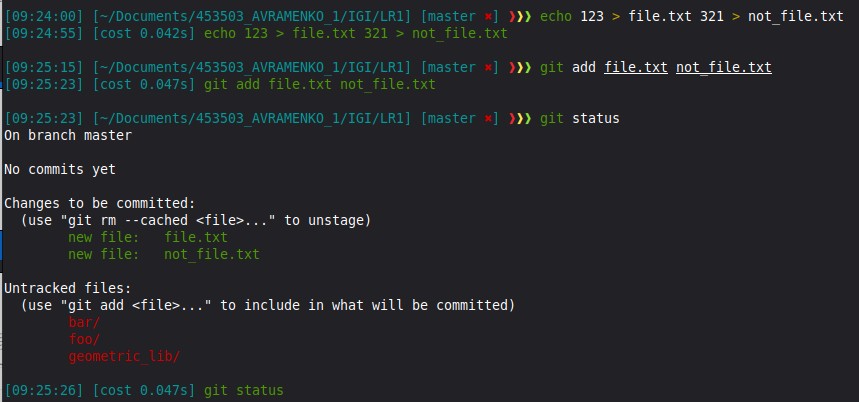 [09:24:00] [~/Documents/453503_AVRAMENKO_1/IGI/LR1] [master ✖] ❯❯❯ echo 123 > file.txt 321 > not_file.txt
[09:24:55] [cost 0.042s] echo 123 > file.txt 321 > not_file.txt
[09:25:15] [~/Documents/453503_AVRAMENKO_1/IGI/LR1] [master ✖] ❯❯❯ git add file.txt not_file.txt
[09:25:23] [cost 0.047s] git add file.txt not_file.txt
[09:25:23] [~/Documents/453503_AVRAMENKO_1/IGI/LR1] [master ✖] ❯❯❯ git status
On branch master
No commits yet
Changes to be committed:
(use "git rm --cached <file>..." to unstage)
new file:   file.txt
new file:   not_file.txt
Untracked files:
(use "git add <file>..." to include in what will be committed)
bar/
foo/
geometric_lib/
[09:25:26] [cost 0.047s] git status